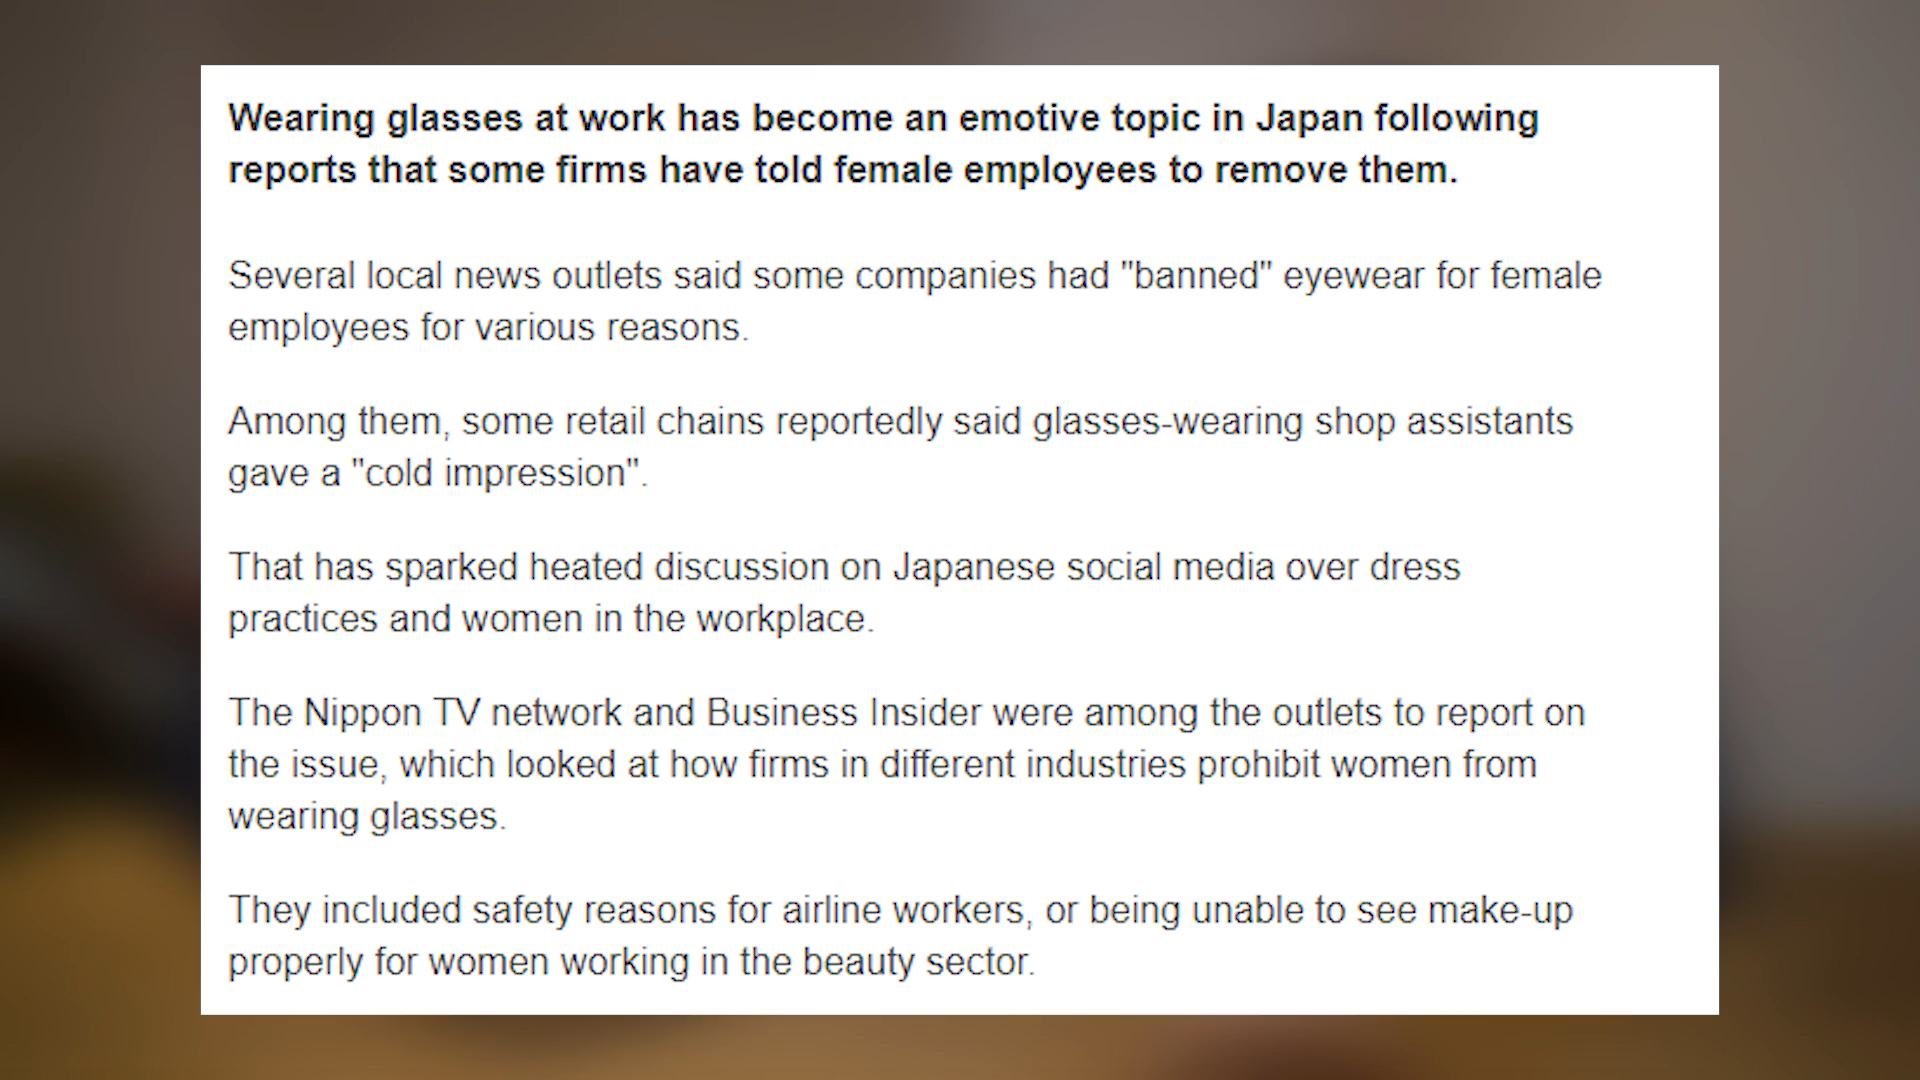 Wearing glasses at work has become an emotive topic in Japan following
reports that some firms have told female employees to remove them.
Several local news outlets said some companies had "banned" eyewear for female
employees for various reasons.
Among them, some retail chains reportedly said glasses-wearing shop assistants
gave a "cold impression".
That has sparked heated discussion on Japanese social media over dress
practices and women in the workplace.
The Nippon TV network and Business Insider were among the outlets to report on
the issue, which looked at how firms in different industries prohibit women from
wearing glasses.
They included safety reasons for airline workers, or being unable to see make-up
properly for women working in the beauty sector.